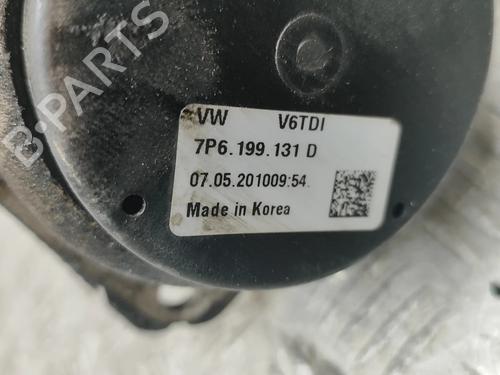 VW V6TDI
7P6.199.131 D
07.05.201009:54
Made in Korea
B-PARTS